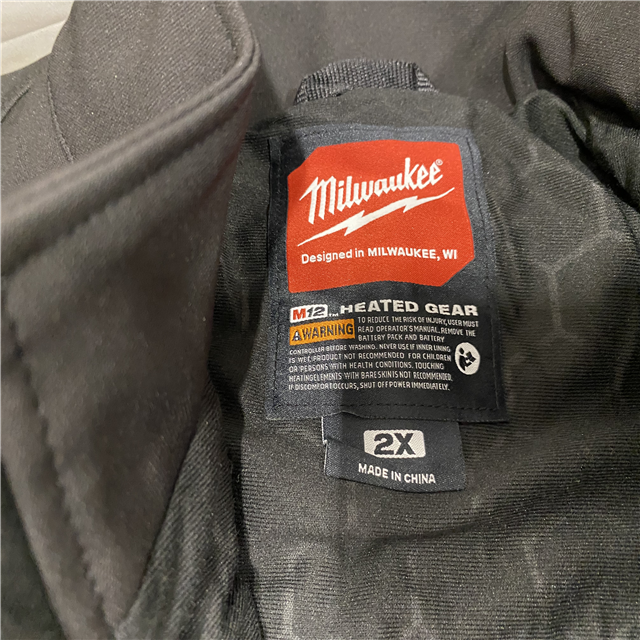 Milwaukee®
Designed in MILWAUKEE, WI
M12™ HEATED GEAR
WARNING TO REDUCE THE RISK OF INJURY, USER MUST
READ OPERATOR'S MANUAL. REMOVE THE
BATTERY PACK AND BATTERY
CONTROLLER BEFORE WASHING. NEVER USE IF INNER LINING
IS WET. PRODUCT NOT RECOMMENDED FOR CHILDREN
OR PERSONS WITH HEALTH CONDITIONS. TOUCHING
HEATING ELEMENTS WITH BARE SKIN IS NOT RECOMMENDED.
IF DISCOMFORT OCCURS, SHUT OFF POWER IMMEDIATELY.
2X
MADE IN CHINA